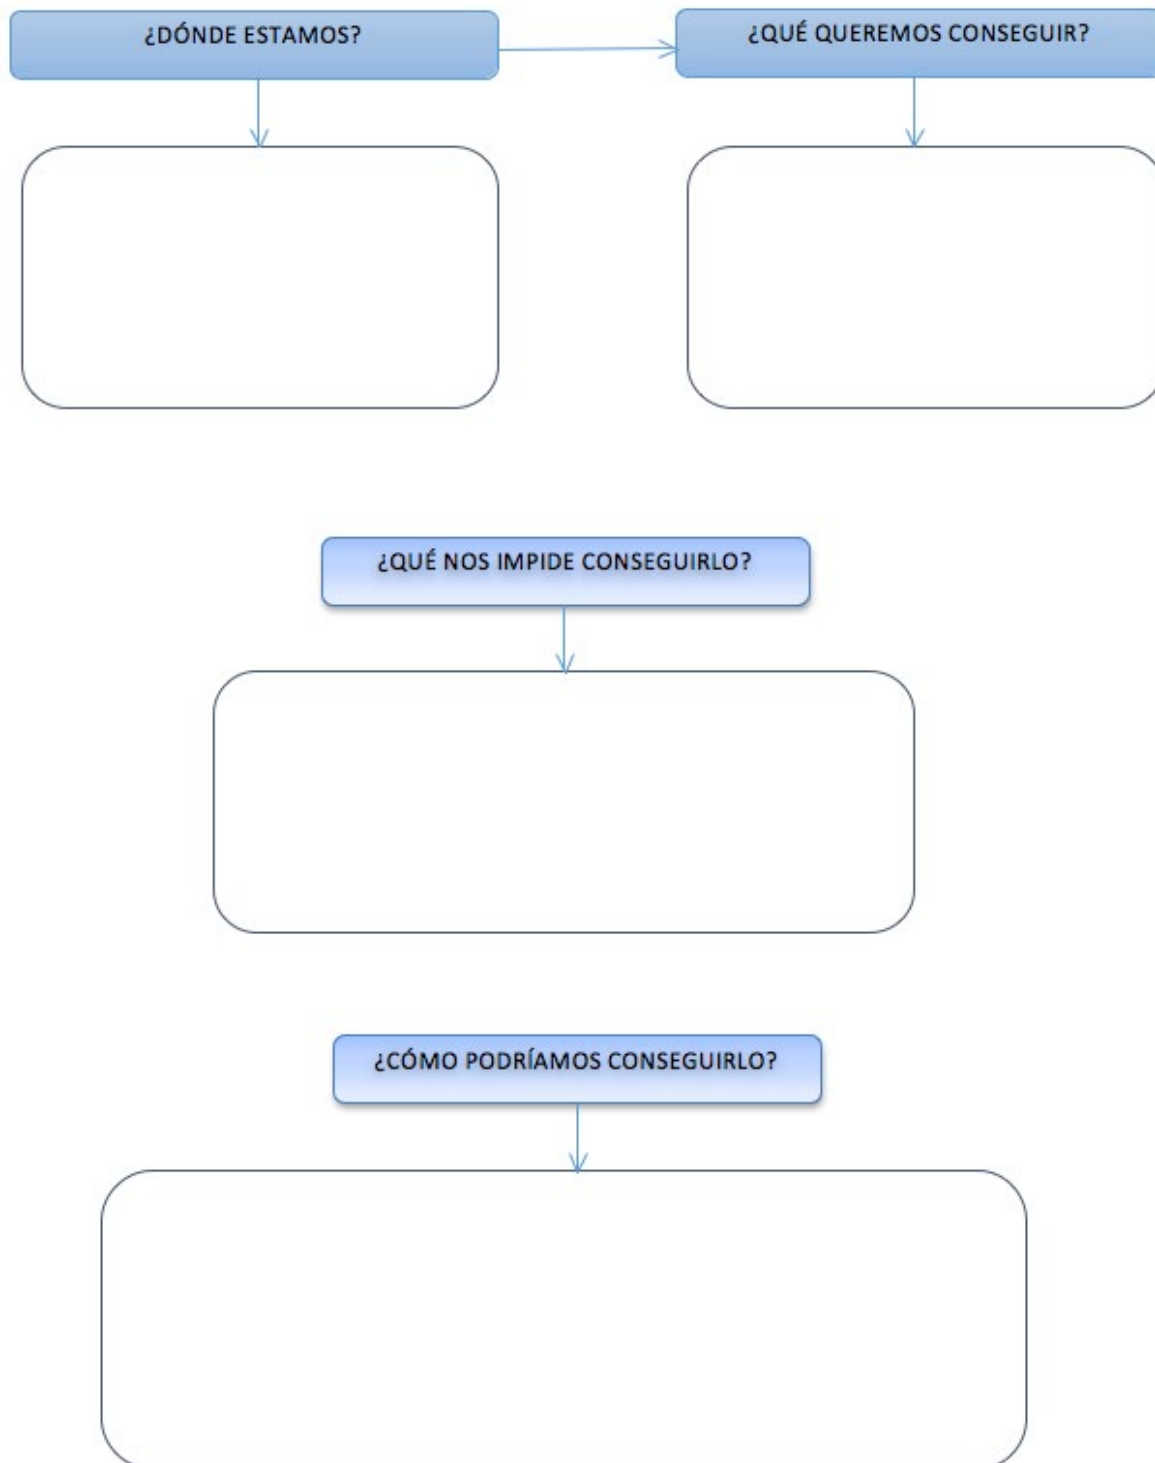 ¿DÓNDE ESTAMOS?
¿QUÉ QUEREMOS CONSEGUIR?
¿QUÉ NOS IMPIDE CONSEGUIRLO?
¿CÓMO PODRÍAMOS CONSEGUIRLO?